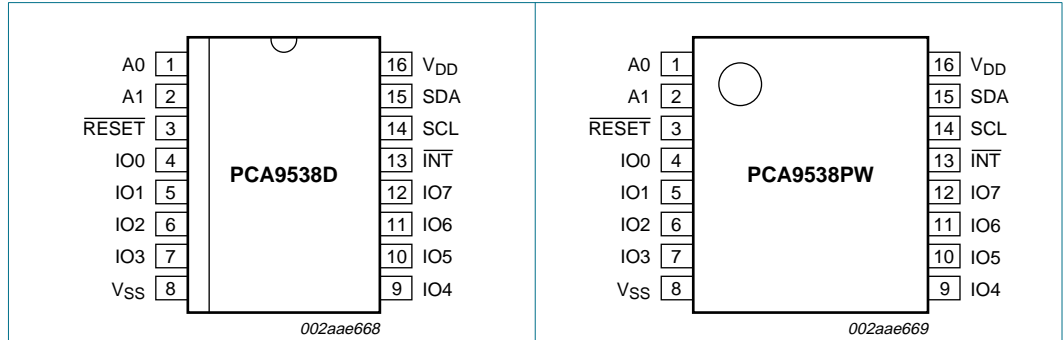 A0 1 16 VDD
A1 2 15 SDA
RESET 3 14 SCL
IO0 4 13 INT
IO1 5 12 IO7
IO2 6 11 IO6
IO3 7 10 IO5
VSS 8 9 IO4
PCA9538D
002aae668
A0 1 16 VDD
A1 2 15 SDA
RESET 3 14 SCL
IO0 4 13 INT
IO1 5 12 IO7
IO2 6 11 IO6
IO3 7 10 IO5
VSS 8 9 IO4
PCA9538PW
002aae669